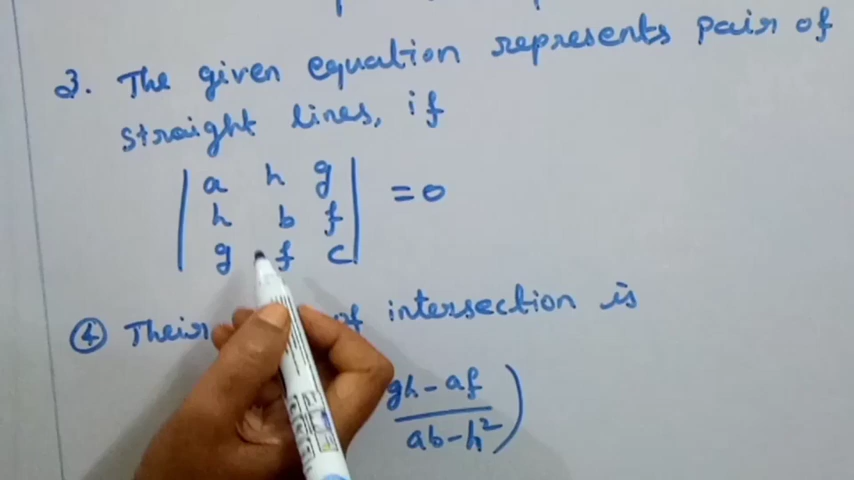 3. The given equation represents pair of
straight lines, if
| a h g |
| h b f | = 0
| g f c |
④ Their of intersection is
gh - af
ab - h² )